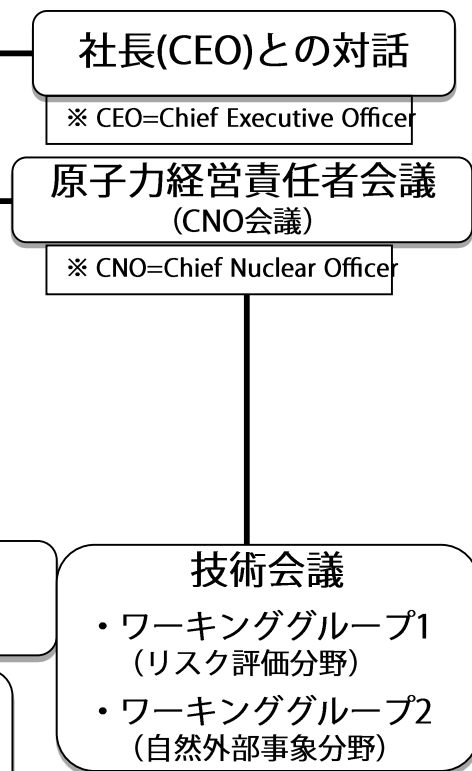 社長(CEO)との対話
※ CEO=Chief Executive Officer
原子力経営責任者会議
(CNO会議)
※ CNO=Chief Nuclear Officer
技術会議
・ワーキンググループ1
(リスク評価分野)
・ワーキンググループ2
(自然外部事象分野)